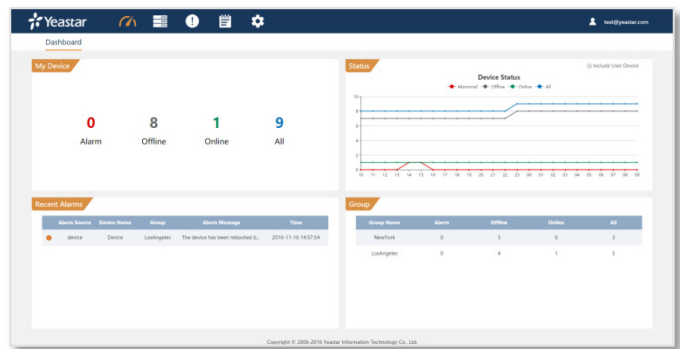 Yeastar
test@yeastar.com
Dashboard
My Device
0 8 1 9
Alarm Offline Online All
Status
Include User Device
Device Status
Abnormal Offline Online All
10
8
6
4
2
0
10 11 12 13 14 15 16 17 18 19 20 21 22 23 00 01 02 03 04 05 06 07 08 09
Recent Alarms
Alarm Source Device Name Group Alarm Message Time
device Device LosAngeles The device has been rebooted b... 2016-11-16 14:57:54
Group
Group Name Alarm Offline Online All
NewYork 0 3 0 3
LosAngeles 0 4 1 5
Copyright © 2006-2016 Yeastar Information Technology Co., Ltd.